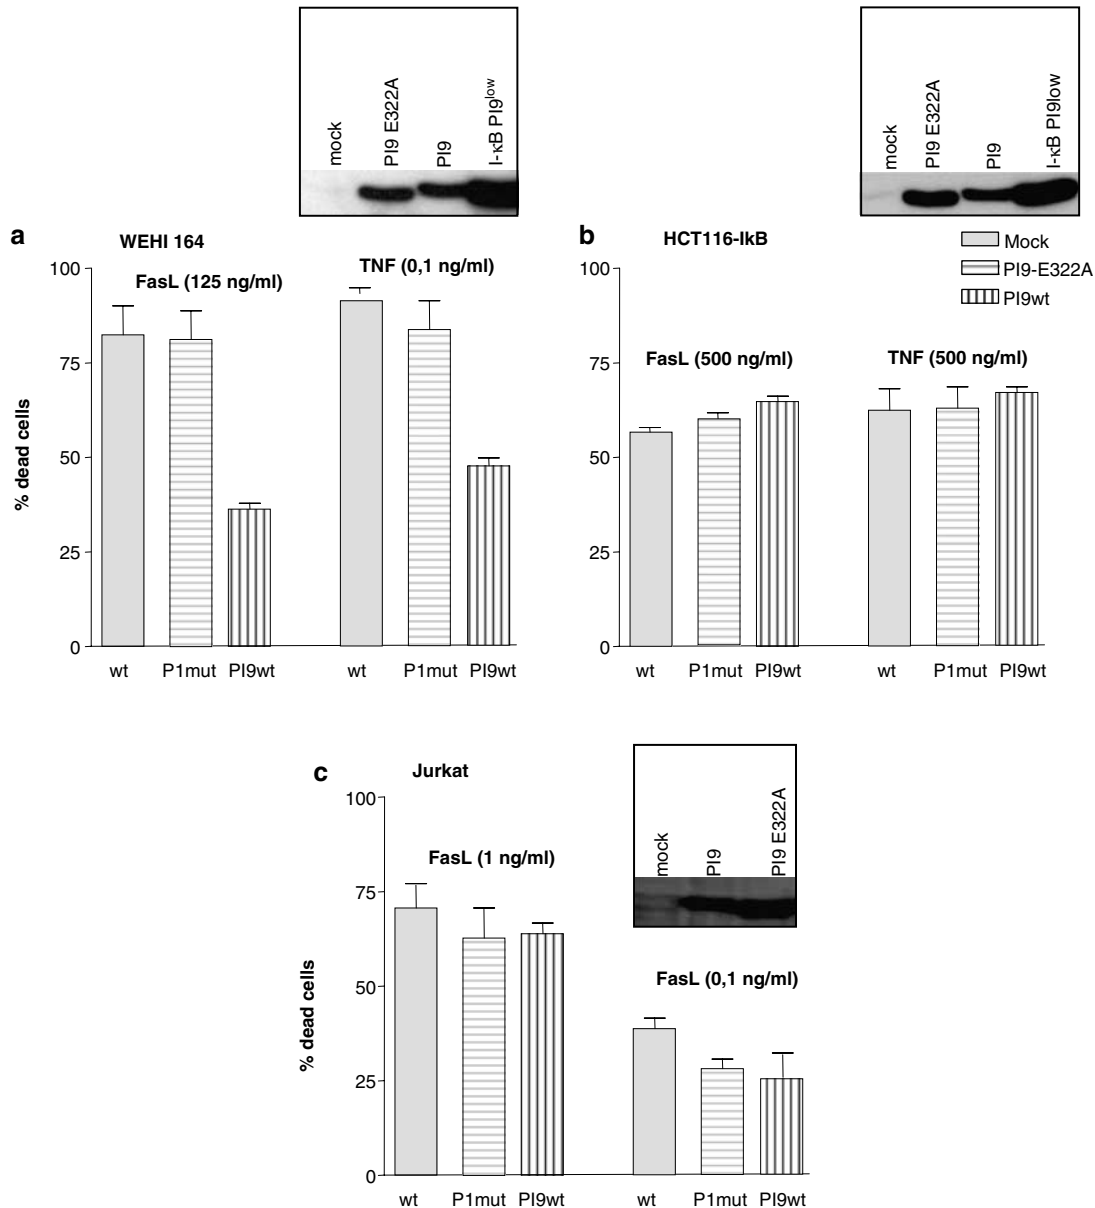 mock
PI9 E322A
PI9
I-κB PI9low
mock
PI9 E322A
PI9
I-κB PI9low
a
WEHI 164
b
HCT116-IkB
Mock
PI9-E322A
PI9wt
FasL (125 ng/ml)
TNF (0,1 ng/ml)
FasL (500 ng/ml)
TNF (500 ng/ml)
% dead cells
100
75
50
25
0
100
75
50
25
0
wt P1mut PI9wt wt P1mut PI9wt
wt P1mut PI9wt wt P1mut PI9wt
c
Jurkat
mock
PI9
PI9 E322A
FasL (1 ng/ml)
FasL (0,1 ng/ml)
% dead cells
100
75
50
25
0
wt P1mut PI9wt wt P1mut PI9wt